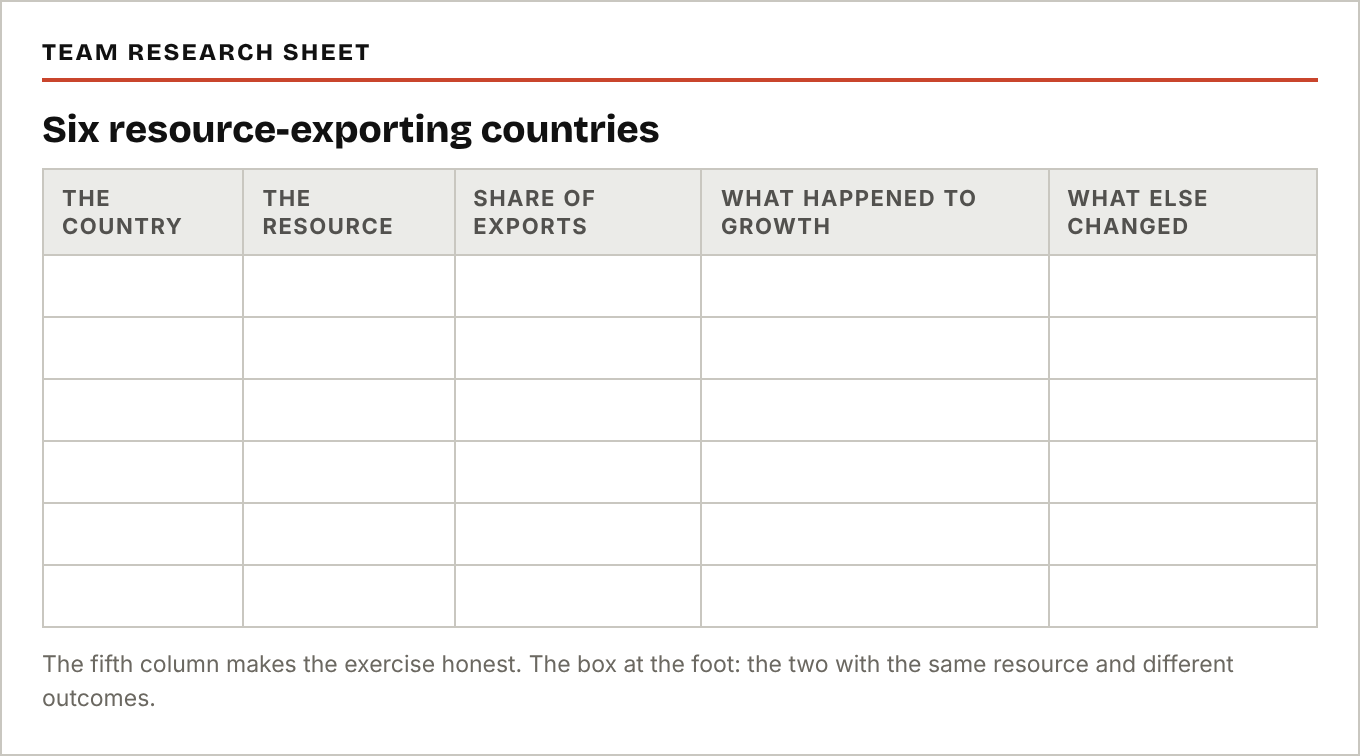 TEAM RESEARCH SHEET
Six resource-exporting countries
THE COUNTRY
THE RESOURCE
SHARE OF EXPORTS
WHAT HAPPENED TO GROWTH
WHAT ELSE CHANGED
The fifth column makes the exercise honest. The box at the foot: the two with the same resource and different
outcomes.